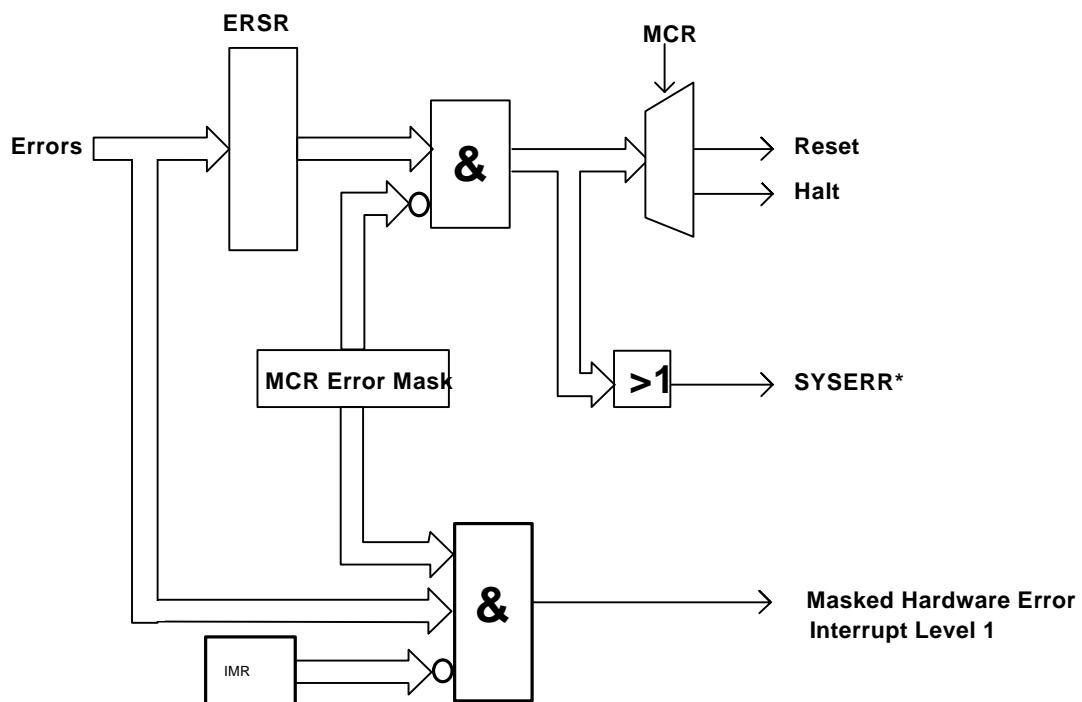 ERSR
MCR
Errors
&
Reset
Halt
MCR Error Mask
>1
SYSERR*
&
Masked Hardware Error
Interrupt Level 1
IMR